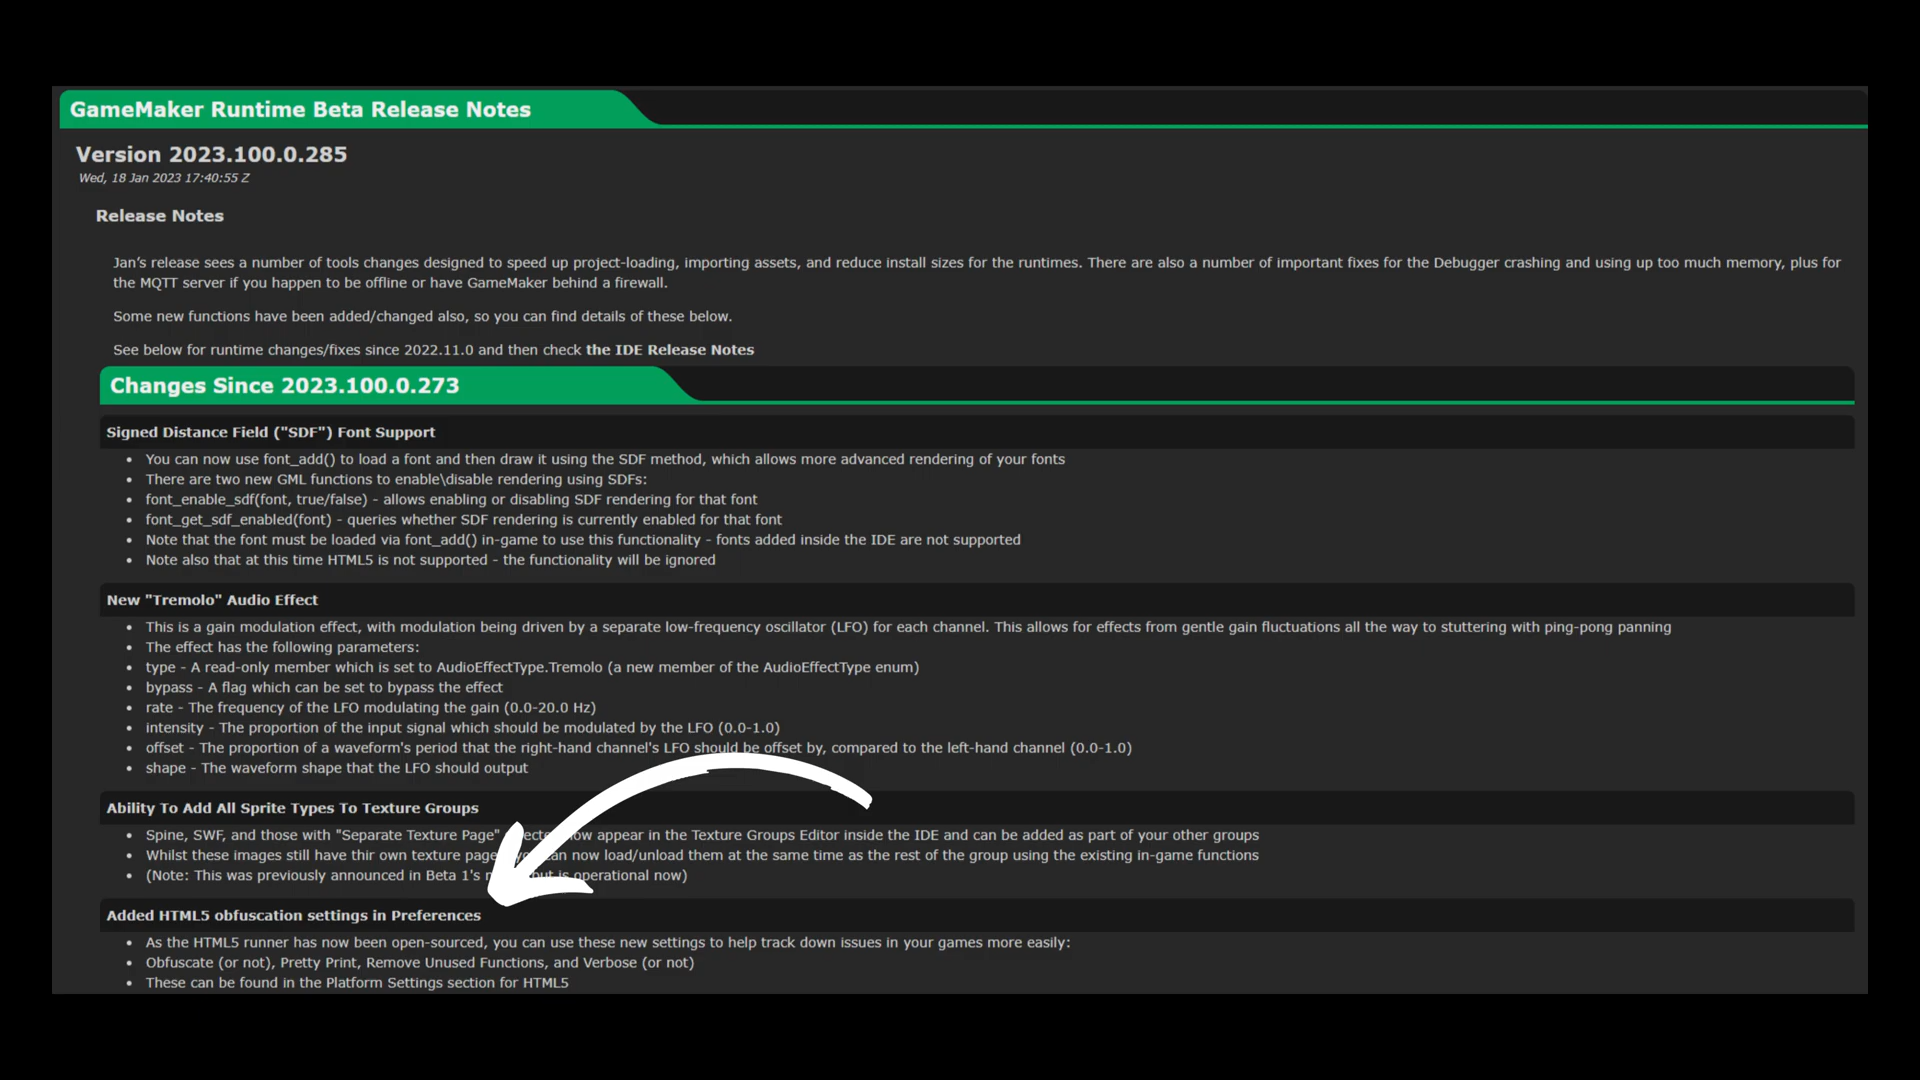 GameMaker Runtime Beta Release Notes
Version 2023.100.0.285
Wed, 18 Jan 2023 17:40:55 Z
Release Notes
Jan’s release sees a number of tools changes designed to speed up project-loading, importing assets, and reduce install sizes for the runtimes. There are also a number of important fixes for the Debugger crashing and using up too much memory, plus for
the MQTT server if you happen to be offline or have GameMaker behind a firewall.
Some new functions have been added/changed also, so you can find details of these below.
See below for runtime changes/fixes since 2022.11.0 and then check the IDE Release Notes
Changes Since 2023.100.0.273
Signed Distance Field ("SDF") Font Support
• You can now use font_add() to load a font and then draw it using the SDF method, which allows more advanced rendering of your fonts
• There are two new GML functions to enable\disable rendering using SDFs:
• font_enable_sdf(font, true/false) - allows enabling or disabling SDF rendering for that font
• font_get_sdf_enabled(font) - queries whether SDF rendering is currently enabled for that font
• Note that the font must be loaded via font_add() in-game to use this functionality - fonts added inside the IDE are not supported
• Note also that at this time HTML5 is not supported - the functionality will be ignored
New "Tremolo" Audio Effect
• This is a gain modulation effect, with modulation being driven by a separate low-frequency oscillator (LFO) for each channel. This allows for effects from gentle gain fluctuations all the way to stuttering with ping-pong panning
• The effect has the following parameters:
• type - A read-only member which is set to AudioEffectType.Tremolo (a new member of the AudioEffectType enum)
• bypass - A flag which can be set to bypass the effect
• rate - The frequency of the LFO modulating the gain (0.0-20.0 Hz)
• intensity - The proportion of the input signal which should be modulated by the LFO (0.0-1.0)
• offset - The proportion of a waveform's period that the right-hand channel's LFO should be offset by, compared to the left-hand channel (0.0-1.0)
• shape - The waveform shape that the LFO should output
Ability To Add All Sprite Types To Texture Groups
• Spine, SWF, and those with "Separate Texture Page" now appear in the Texture Groups Editor inside the IDE and can be added as part of your other groups
• Whilst these images still have thir own texture page you can now load/unload them at the same time as the rest of the group using the existing in-game functions
• (Note: This was previously announced in Beta 1's but is operational now)
Added HTML5 obfuscation settings in Preferences
• As the HTML5 runner has now been open-sourced, you can use these new settings to help track down issues in your games more easily:
• Obfuscate (or not), Pretty Print, Remove Unused Functions, and Verbose (or not)
• These can be found in the Platform Settings section for HTML5